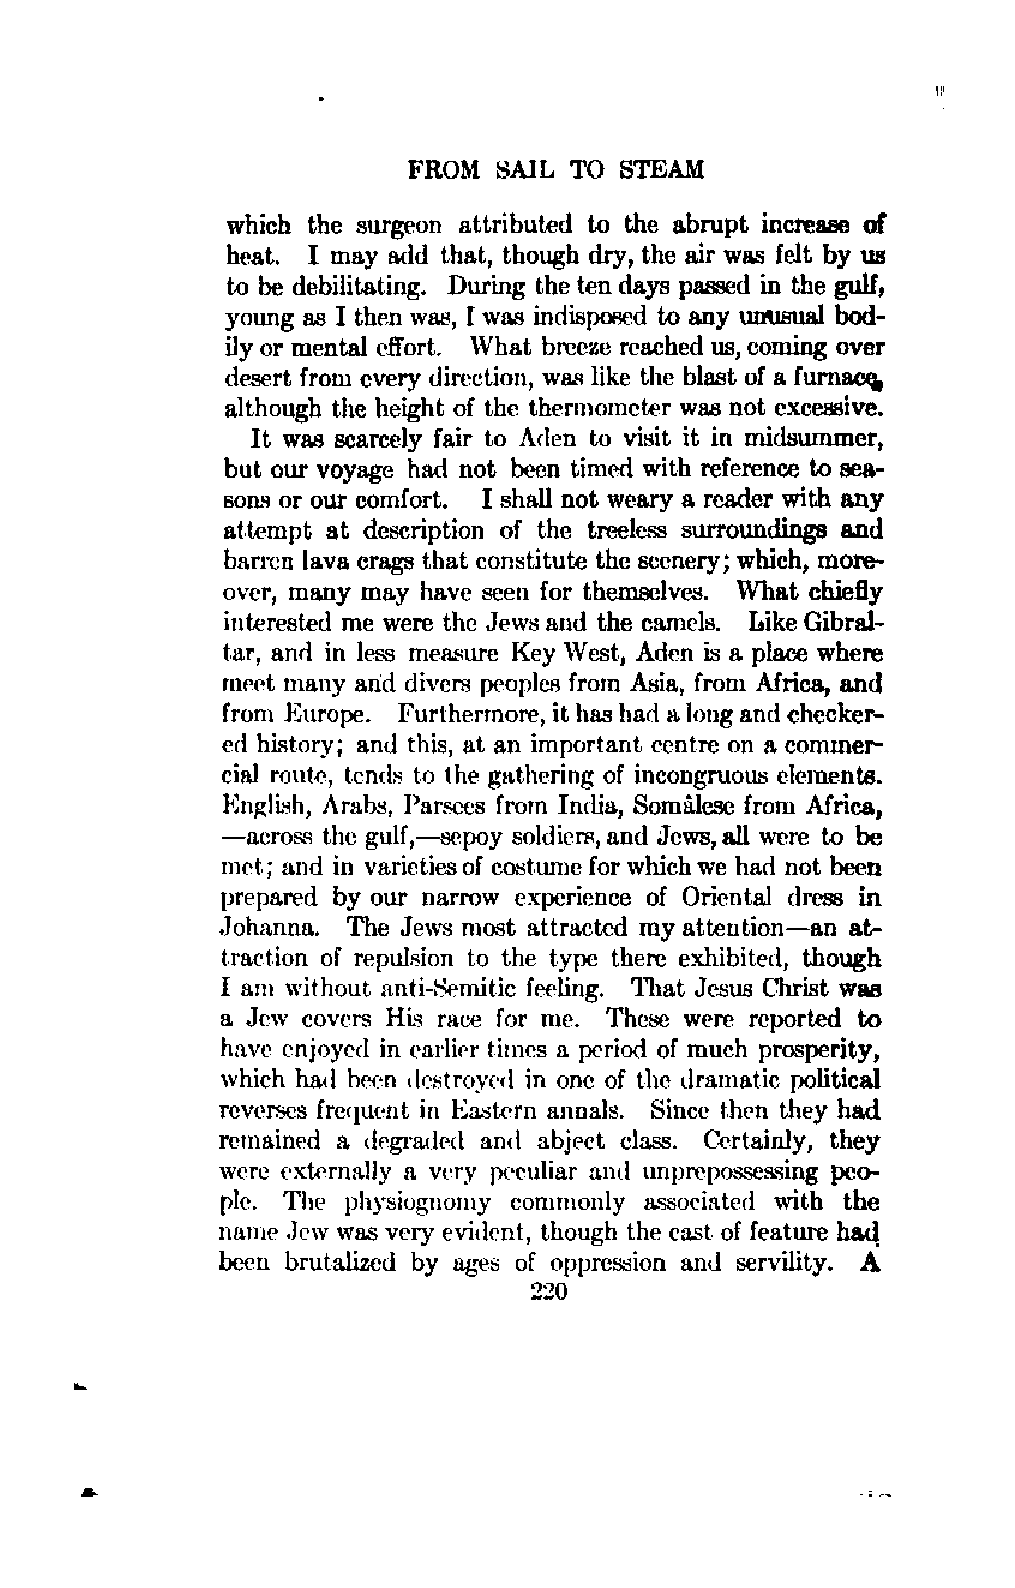 FROM SAIL TO STEAM
which the surgeon attributed to the abrupt increase of
heat. I may add that, though dry, the air was felt by us
to be debilitating. During the ten days passed in the gulf,
young as I then was, I was indisposed to any unusual bod-
ily or mental effort. What breeze reached us, coming over
desert from every direction, was like the blast of a furnace,
although the height of the thermometer was not excessive.
It was scarcely fair to Aden to visit it in midsummer,
but our voyage had not been timed with reference to sea-
sons or our comfort. I shall not weary a reader with any
attempt at description of the treeless surroundings and
barren lava crags that constitute the scenery; which, more-
over, many may have seen for themselves. What chiefly
interested me were the Jews and the camels. Like Gibral-
tar, and in less measure Key West, Aden is a place where
meet many and divers peoples from Asia, from Africa, and
from Europe. Furthermore, it has had a long and checker-
ed history; and this, at an important centre on a commer-
cial route, tends to the gathering of incongruous elements.
English, Arabs, Parsees from India, Somâlese from Africa,
—across the gulf,—sepoy soldiers, and Jews, all were to be
met; and in varieties of costume for which we had not been
prepared by our narrow experience of Oriental dress in
Johanna. The Jews most attracted my attention—an at-
traction of repulsion to the type there exhibited, though
I am without anti-Semitic feeling. That Jesus Christ was
a Jew covers His race for me. These were reported to
have enjoyed in earlier times a period of much prosperity,
which had been destroyed in one of the dramatic political
reverses frequent in Eastern annals. Since then they had
remained a degraded and abject class. Certainly, they
were externally a very peculiar and unprepossessing peo-
ple. The physiognomy commonly associated with the
name Jew was very evident, though the cast of feature had
been brutalized by ages of oppression and servility. A
220